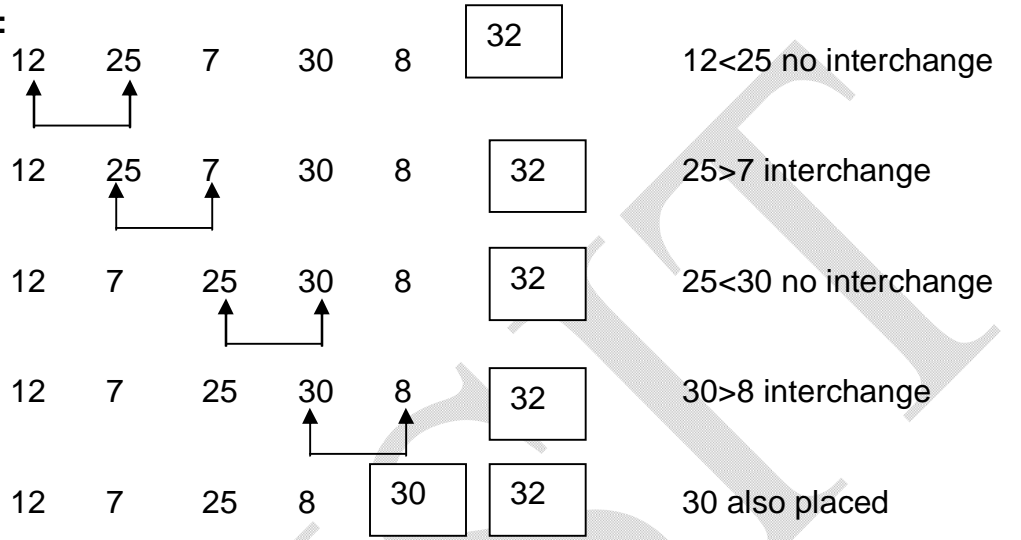 :
12 25 7 30 8 32 12<25 no interchange
12 25 7 30 8 32 25>7 interchange
12 7 25 30 8 32 25<30 no interchange
12 7 25 30 8 32 30>8 interchange
12 7 25 8 30 32 30 also placed